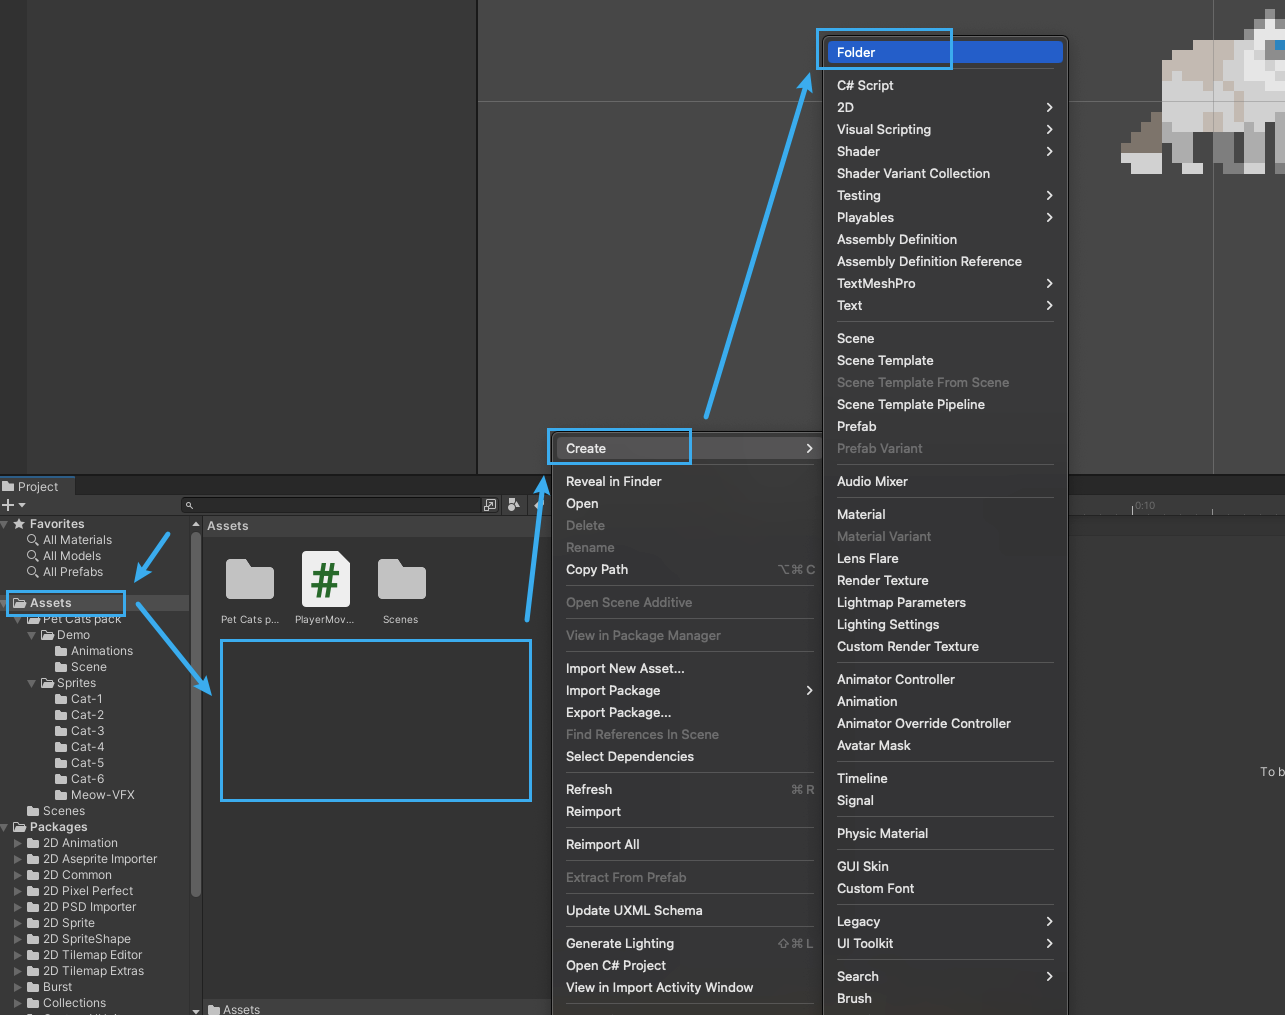 Folder
C# Script
2D
Visual Scripting
Shader
Shader Variant Collection
Testing
Playables
Assembly Definition
Assembly Definition Reference
TextMeshPro
Text
Scene
Scene Template
Scene Template From Scene
Scene Template Pipeline
Prefab
Prefab Variant
Audio Mixer
Material
Material Variant
Lens Flare
Render Texture
Lightmap Parameters
Lighting Settings
Custom Render Texture
Animator Controller
Animation
Animator Override Controller
Avatar Mask
Timeline
Signal
Physic Material
GUI Skin
Custom Font
Legacy
UI Toolkit
Search
Brush
Create
Reveal in Finder
Open
Delete
Rename
Copy Path ⌥⌘C
Open Scene Additive
View in Package Manager
Import New Asset...
Import Package
Export Package...
Find References In Scene
Select Dependencies
Refresh ⌘R
Reimport
Reimport All
Extract From Prefab
Update UXML Schema
Generate Lighting ⇧⌘L
Open C# Project
View in Import Activity Window
Project
Favorites
All Materials
All Models
All Prefabs
Assets
Pet Cats pack
Demo
Animations
Scene
Sprites
Cat-1
Cat-2
Cat-3
Cat-4
Cat-5
Cat-6
Meow-VFX
Scenes
Packages
2D Animation
2D Aseprite Importer
2D Common
2D Pixel Perfect
2D PSD Importer
2D Sprite
2D SpriteShape
2D Tilemap Editor
2D Tilemap Extras
Burst
Collections
Assets
#
Pet Cats p...
PlayerMov...
Scenes
Assets
0:10
To b